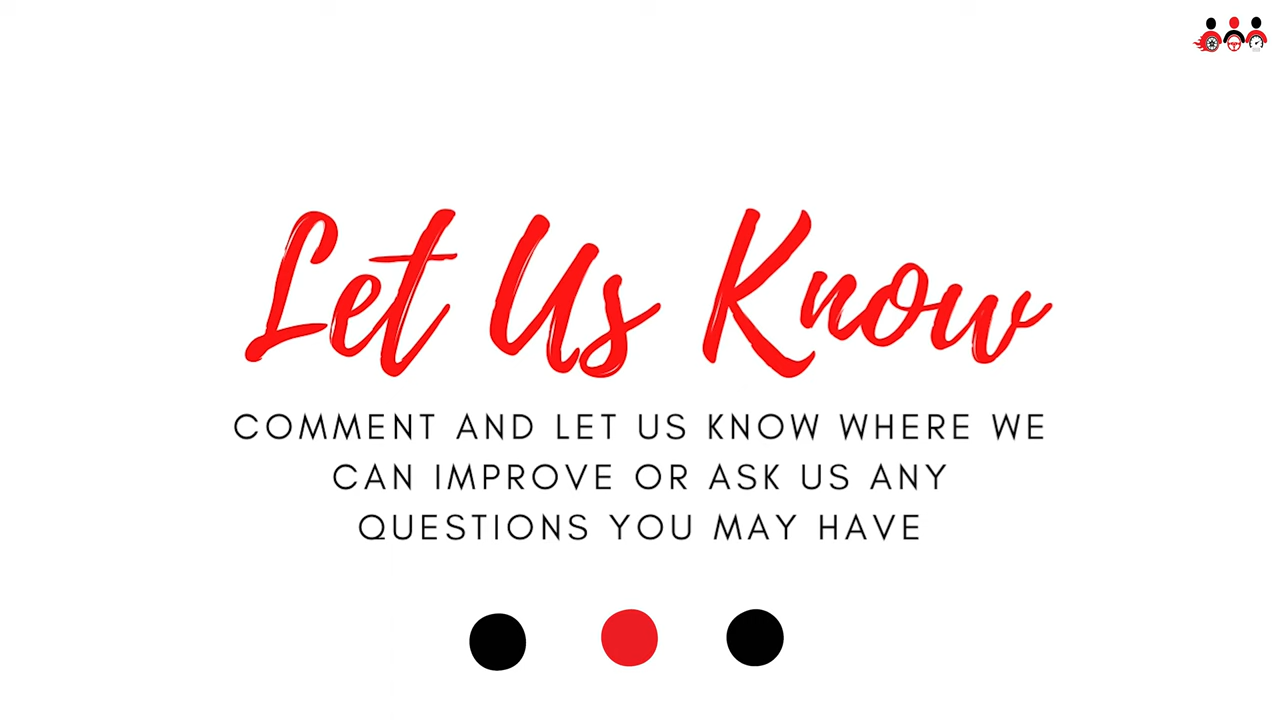 Let Us Know
COMMENT AND LET US KNOW WHERE WE
CAN IMPROVE OR ASK US ANY
QUESTIONS YOU MAY HAVE